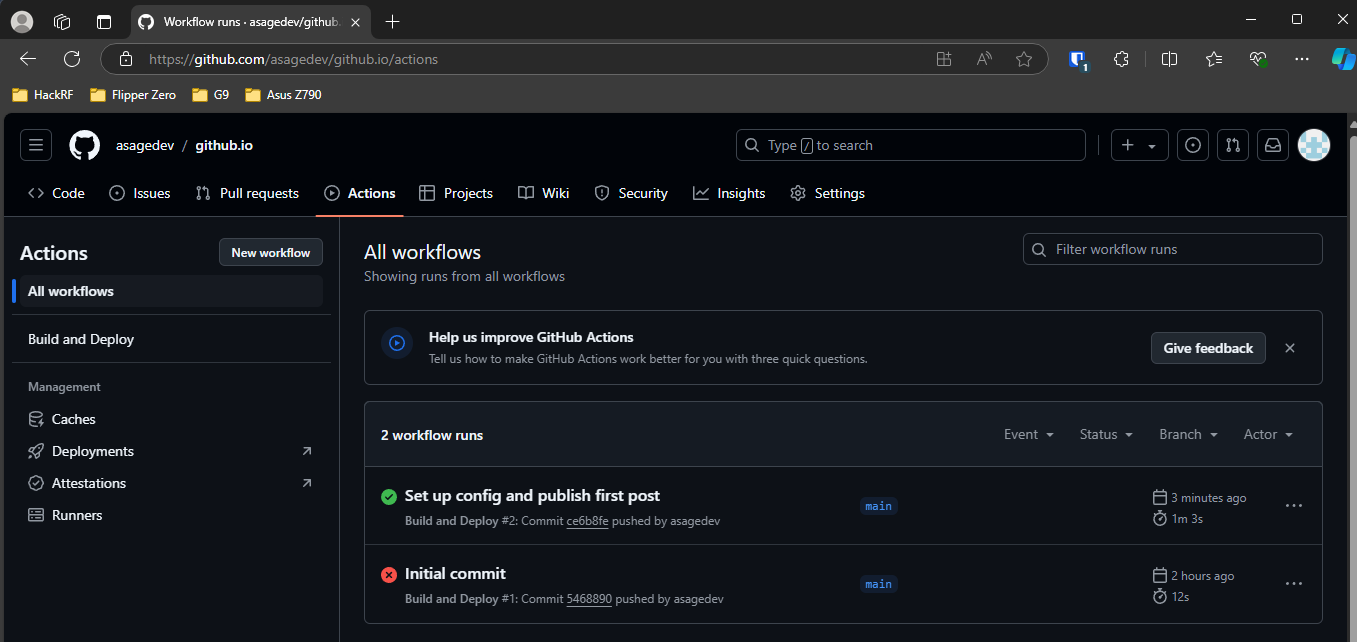 Workflow runs · asagedev/github.
https://github.com/asagedev/github.io/actions
1
HackRF
Flipper Zero
G9
Asus Z790
asagedev / github.io
Type / to search
Code
Issues
Pull requests
Actions
Projects
Wiki
Security
Insights
Settings
Actions
New workflow
All workflows
Build and Deploy
Management
Caches
Deployments
Attestations
Runners
All workflows
Showing runs from all workflows
Filter workflow runs
Help us improve GitHub Actions
Tell us how to make GitHub Actions work better for you with three quick questions.
Give feedback
2 workflow runs
Event
Status
Branch
Actor
Set up config and publish first post
Build and Deploy #2: Commit ce6b8fe pushed by asagedev
main
3 minutes ago
1m 3s
Initial commit
Build and Deploy #1: Commit 5468890 pushed by asagedev
main
2 hours ago
12s